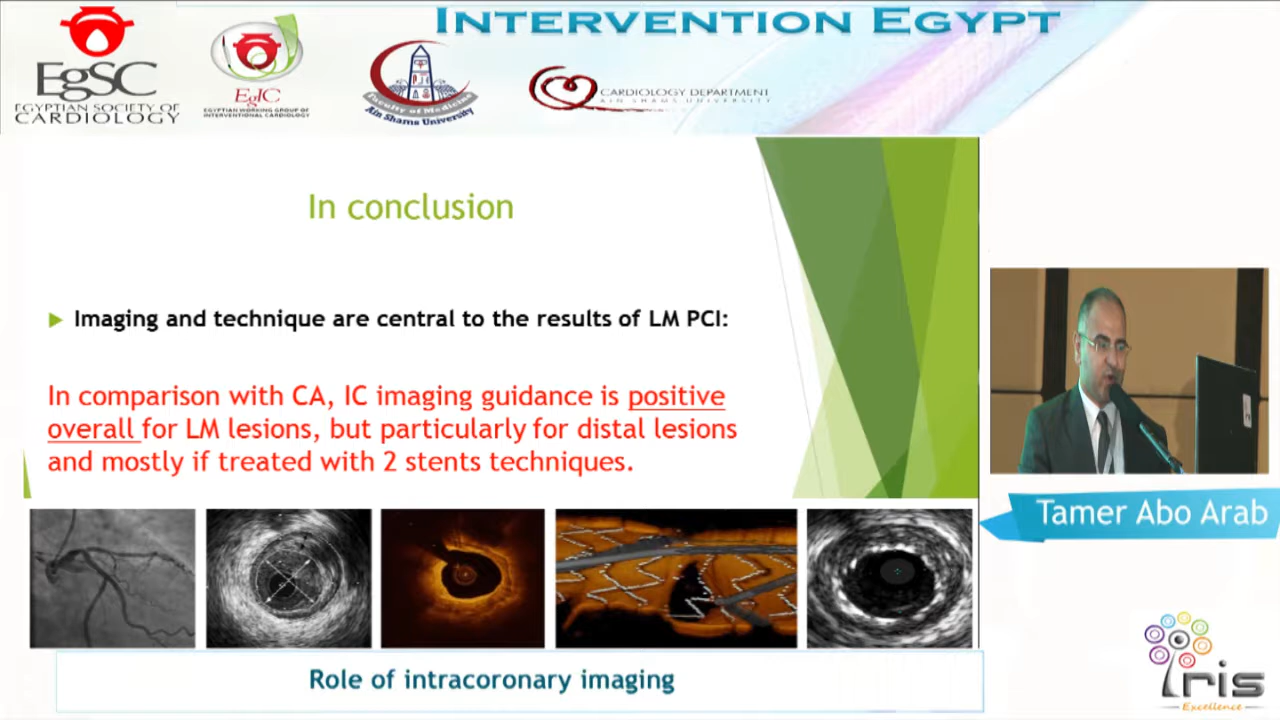 INTERVENTION EGYPT
EgSC
EGYPTIAN SOCIETY OF
CARDIOLOGY
EgIC
EGYPTIAN WORKING GROUP OF
INTERVENTIONAL CARDIOLOGY
Faculty of Medicine
Ain Shams University
CARDIOLOGY DEPARTMENT
AIN SHAMS UNIVERSITY
In conclusion
Imaging and technique are central to the results of LM PCI:
In comparison with CA, IC imaging guidance is positive
overall for LM lesions, but particularly for distal lesions
and mostly if treated with 2 stents techniques.
Tamer Abo Arab
Role of intracoronary imaging
Iris
Excellence